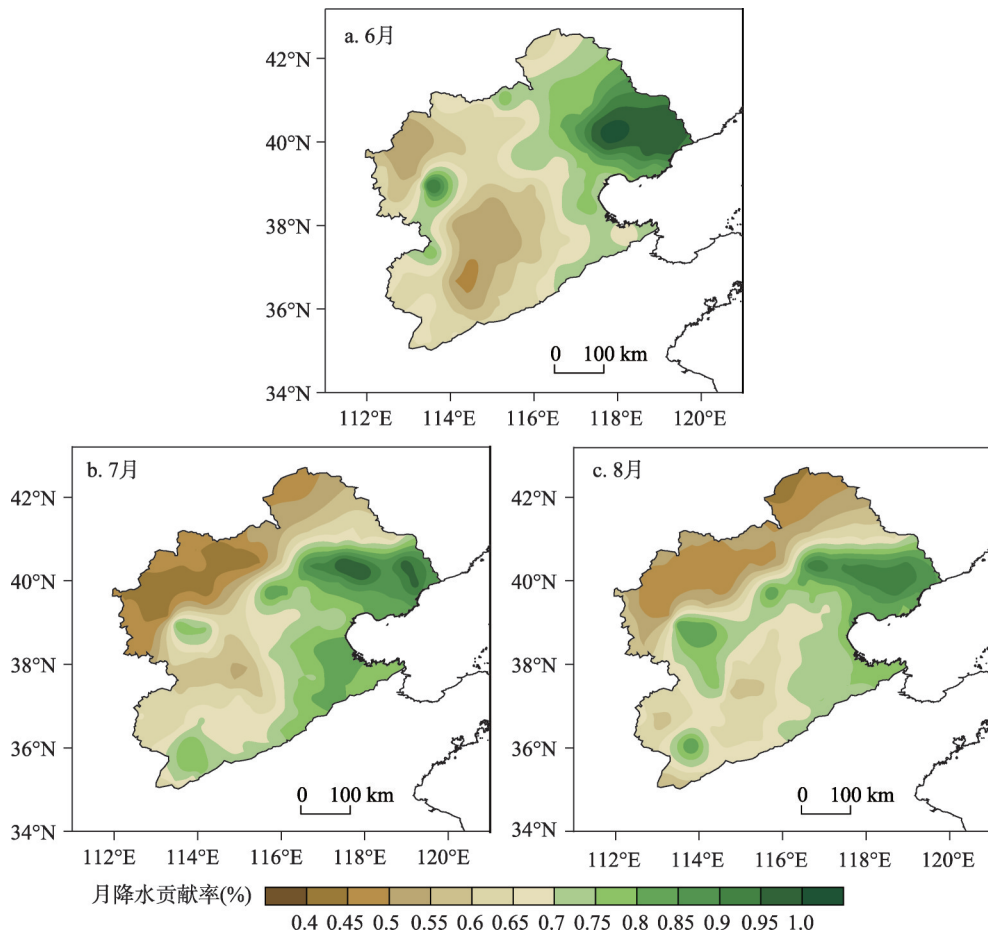 a. 6月
42°N
40°N
38°N
36°N
34°N
0 100 km
112°E 114°E 116°E 118°E 120°E
b. 7月
42°N
40°N
38°N
36°N
34°N
0 100 km
112°E 114°E 116°E 118°E 120°E
c. 8月
42°N
40°N
38°N
36°N
34°N
0 100 km
112°E 114°E 116°E 118°E 120°E
月降水贡献率(%)
0.4 0.45 0.5 0.55 0.6 0.65 0.7 0.75 0.8 0.85 0.9 0.95 1.0